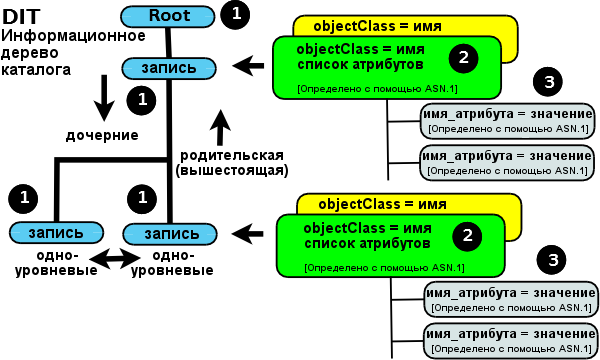 DIT
Информационное
дерево
каталога
Root
1
запись
1
дочерние
родительская
(вышестоящая)
1
1
запись
запись
одно-
уровневые
одно-
уровневые
objectClass = имя
objectClass = имя
список атрибутов
2
[Определено с помощью ASN.1]
3
имя_атрибута = значение
[Определено с помощью ASN.1]
имя_атрибута = значение
[Определено с помощью ASN.1]
objectClass = имя
objectClass = имя
список атрибутов
2
[Определено с помощью ASN.1]
3
имя_атрибута = значение
[Определено с помощью ASN.1]
имя_атрибута = значение
[Определено с помощью ASN.1]